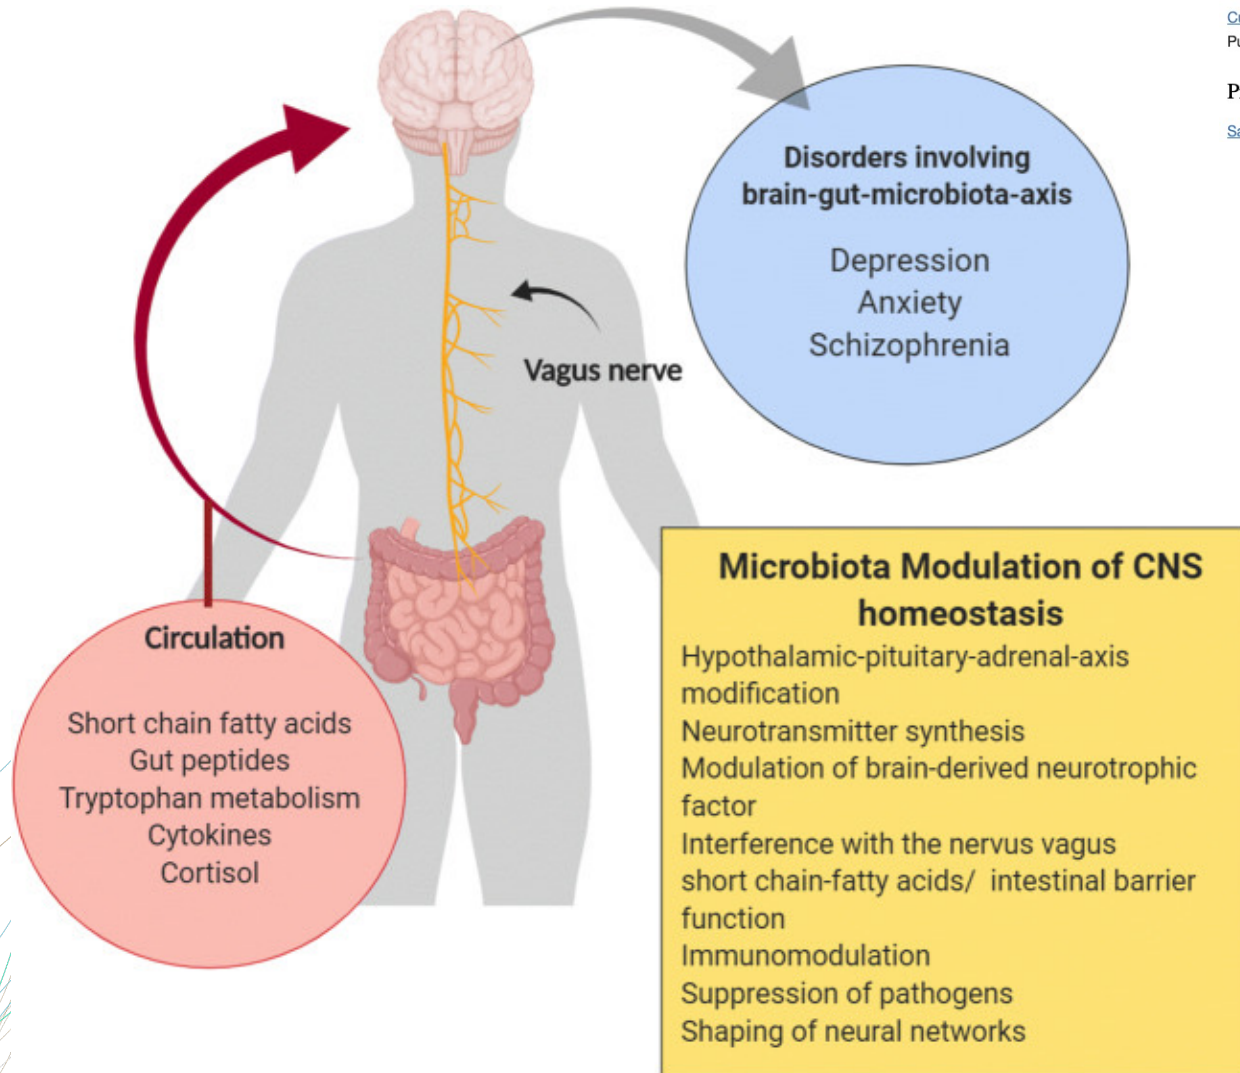 Disorders involving
brain-gut-microbiota-axis
Depression
Anxiety
Schizophrenia
Vagus nerve
Circulation
Short chain fatty acids
Gut peptides
Tryptophan metabolism
Cytokines
Cortisol
Microbiota Modulation of CNS
homeostasis
Hypothalamic-pituitary-adrenal-axis
modification
Neurotransmitter synthesis
Modulation of brain-derived neurotrophic
factor
Interference with the nervus vagus
short chain-fatty acids/ intestinal barrier
function
Immunomodulation
Suppression of pathogens
Shaping of neural networks